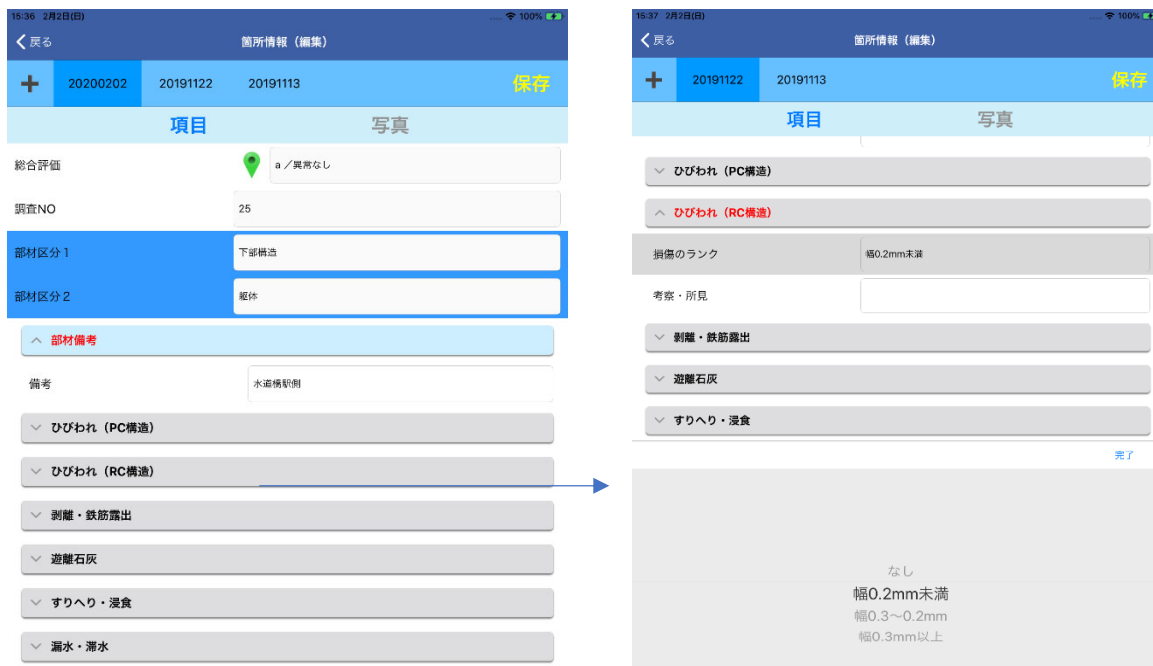 15:36 2月2日(日)
100%
戻る
箇所情報（編集）
20200202 20191122 20191113 保存
項目 写真
総合評価 a／異常なし
調査NO 25
部材区分1 下部構造
部材区分2 躯体
部材備考
備考 水道橋駅側
ひびわれ（PC構造）
ひびわれ（RC構造）
剥離・鉄筋露出
遊離石灰
すりへり・浸食
漏水・滞水
15:37 2月2日(日)
100%
戻る
箇所情報（編集）
20191122 20191113 保存
項目 写真
ひびわれ（PC構造）
ひびわれ（RC構造）
損傷のランク 幅0.2mm未満
考察・所見
剥離・鉄筋露出
遊離石灰
すりへり・浸食
完了
なし
幅0.2mm未満
幅0.3〜0.2mm
幅0.3mm以上